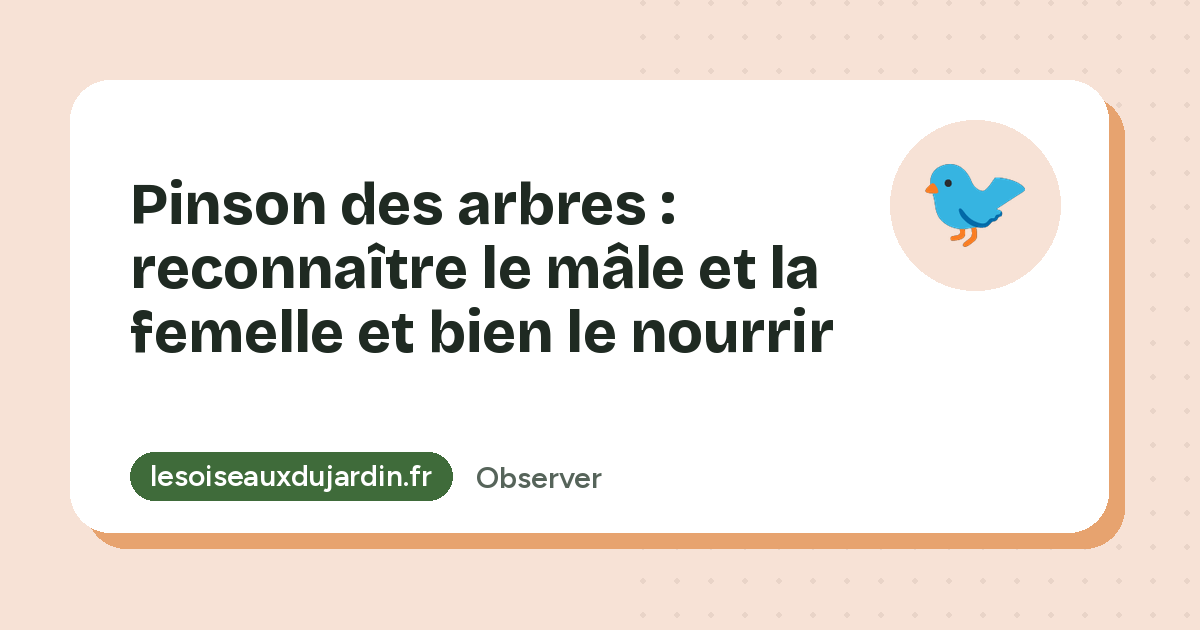 Pinson des arbres :
reconnaître le mâle et la
femelle et bien le nourrir
lesoiseauxdujardin.fr
Observer